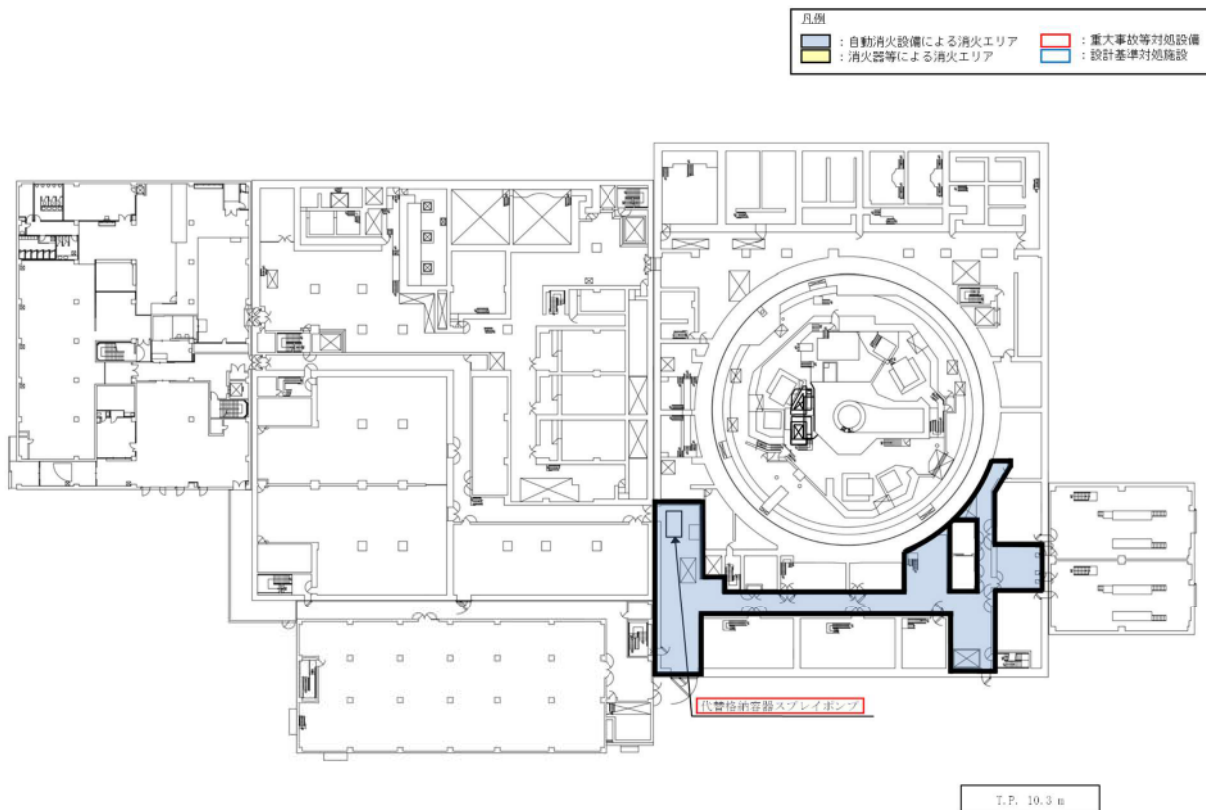 凡例
：自動消火設備による消火エリア
：重大事故等対処設備
：消火器等による消火エリア
：設計基準対処施設
代替格納容器スプレイポンプ
T.P. 10.3 m